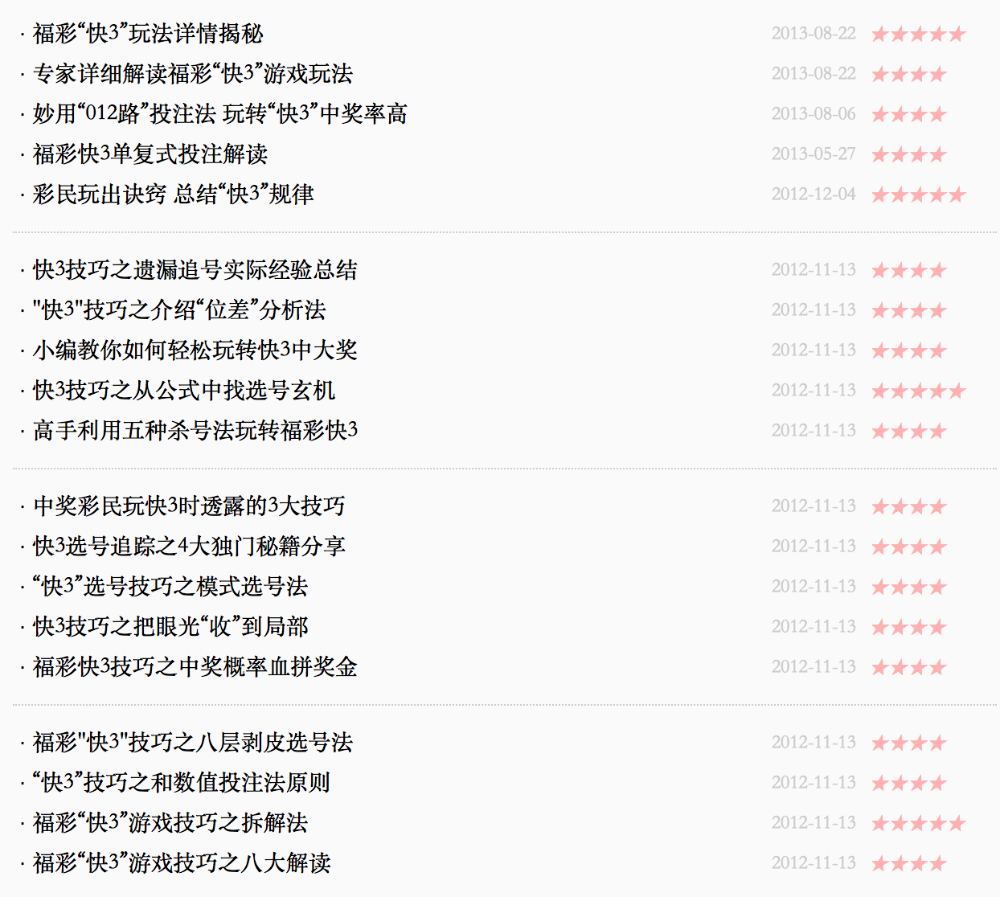 · 福彩“快3”玩法详情揭秘 2013-08-22 ★★★★★
· 专家详细解读福彩“快3”游戏玩法 2013-08-22 ★★★★
· 妙用“012路”投注法 玩转“快3”中奖率高 2013-08-06 ★★★★
· 福彩快3单复式投注解读 2013-05-27 ★★★★
· 彩民玩出诀窍 总结“快3”规律 2012-12-04 ★★★★★
· 快3技巧之遗漏追号实际经验总结 2012-11-13 ★★★★
· "快3"技巧之介绍“位差”分析法 2012-11-13 ★★★★
· 小编教你如何轻松玩转快3中大奖 2012-11-13 ★★★★
· 快3技巧之从公式中找选号玄机 2012-11-13 ★★★★★
· 高手利用五种杀号法玩转福彩快3 2012-11-13 ★★★★
· 中奖彩民玩快3时透露的3大技巧 2012-11-13 ★★★★
· 快3选号追踪之4大独门秘籍分享 2012-11-13 ★★★★
· “快3”选号技巧之模式选号法 2012-11-13 ★★★★
· 快3技巧之把眼光“收”到局部 2012-11-13 ★★★★
· 福彩快3技巧之中奖概率血拼奖金 2012-11-13 ★★★★
· 福彩"快3"技巧之八层剥皮选号法 2012-11-13 ★★★★
· “快3”技巧之和数值投注法原则 2012-11-13 ★★★★
· 福彩“快3”游戏技巧之拆解法 2012-11-13 ★★★★★
· 福彩“快3”游戏技巧之八大解读 2012-11-13 ★★★★